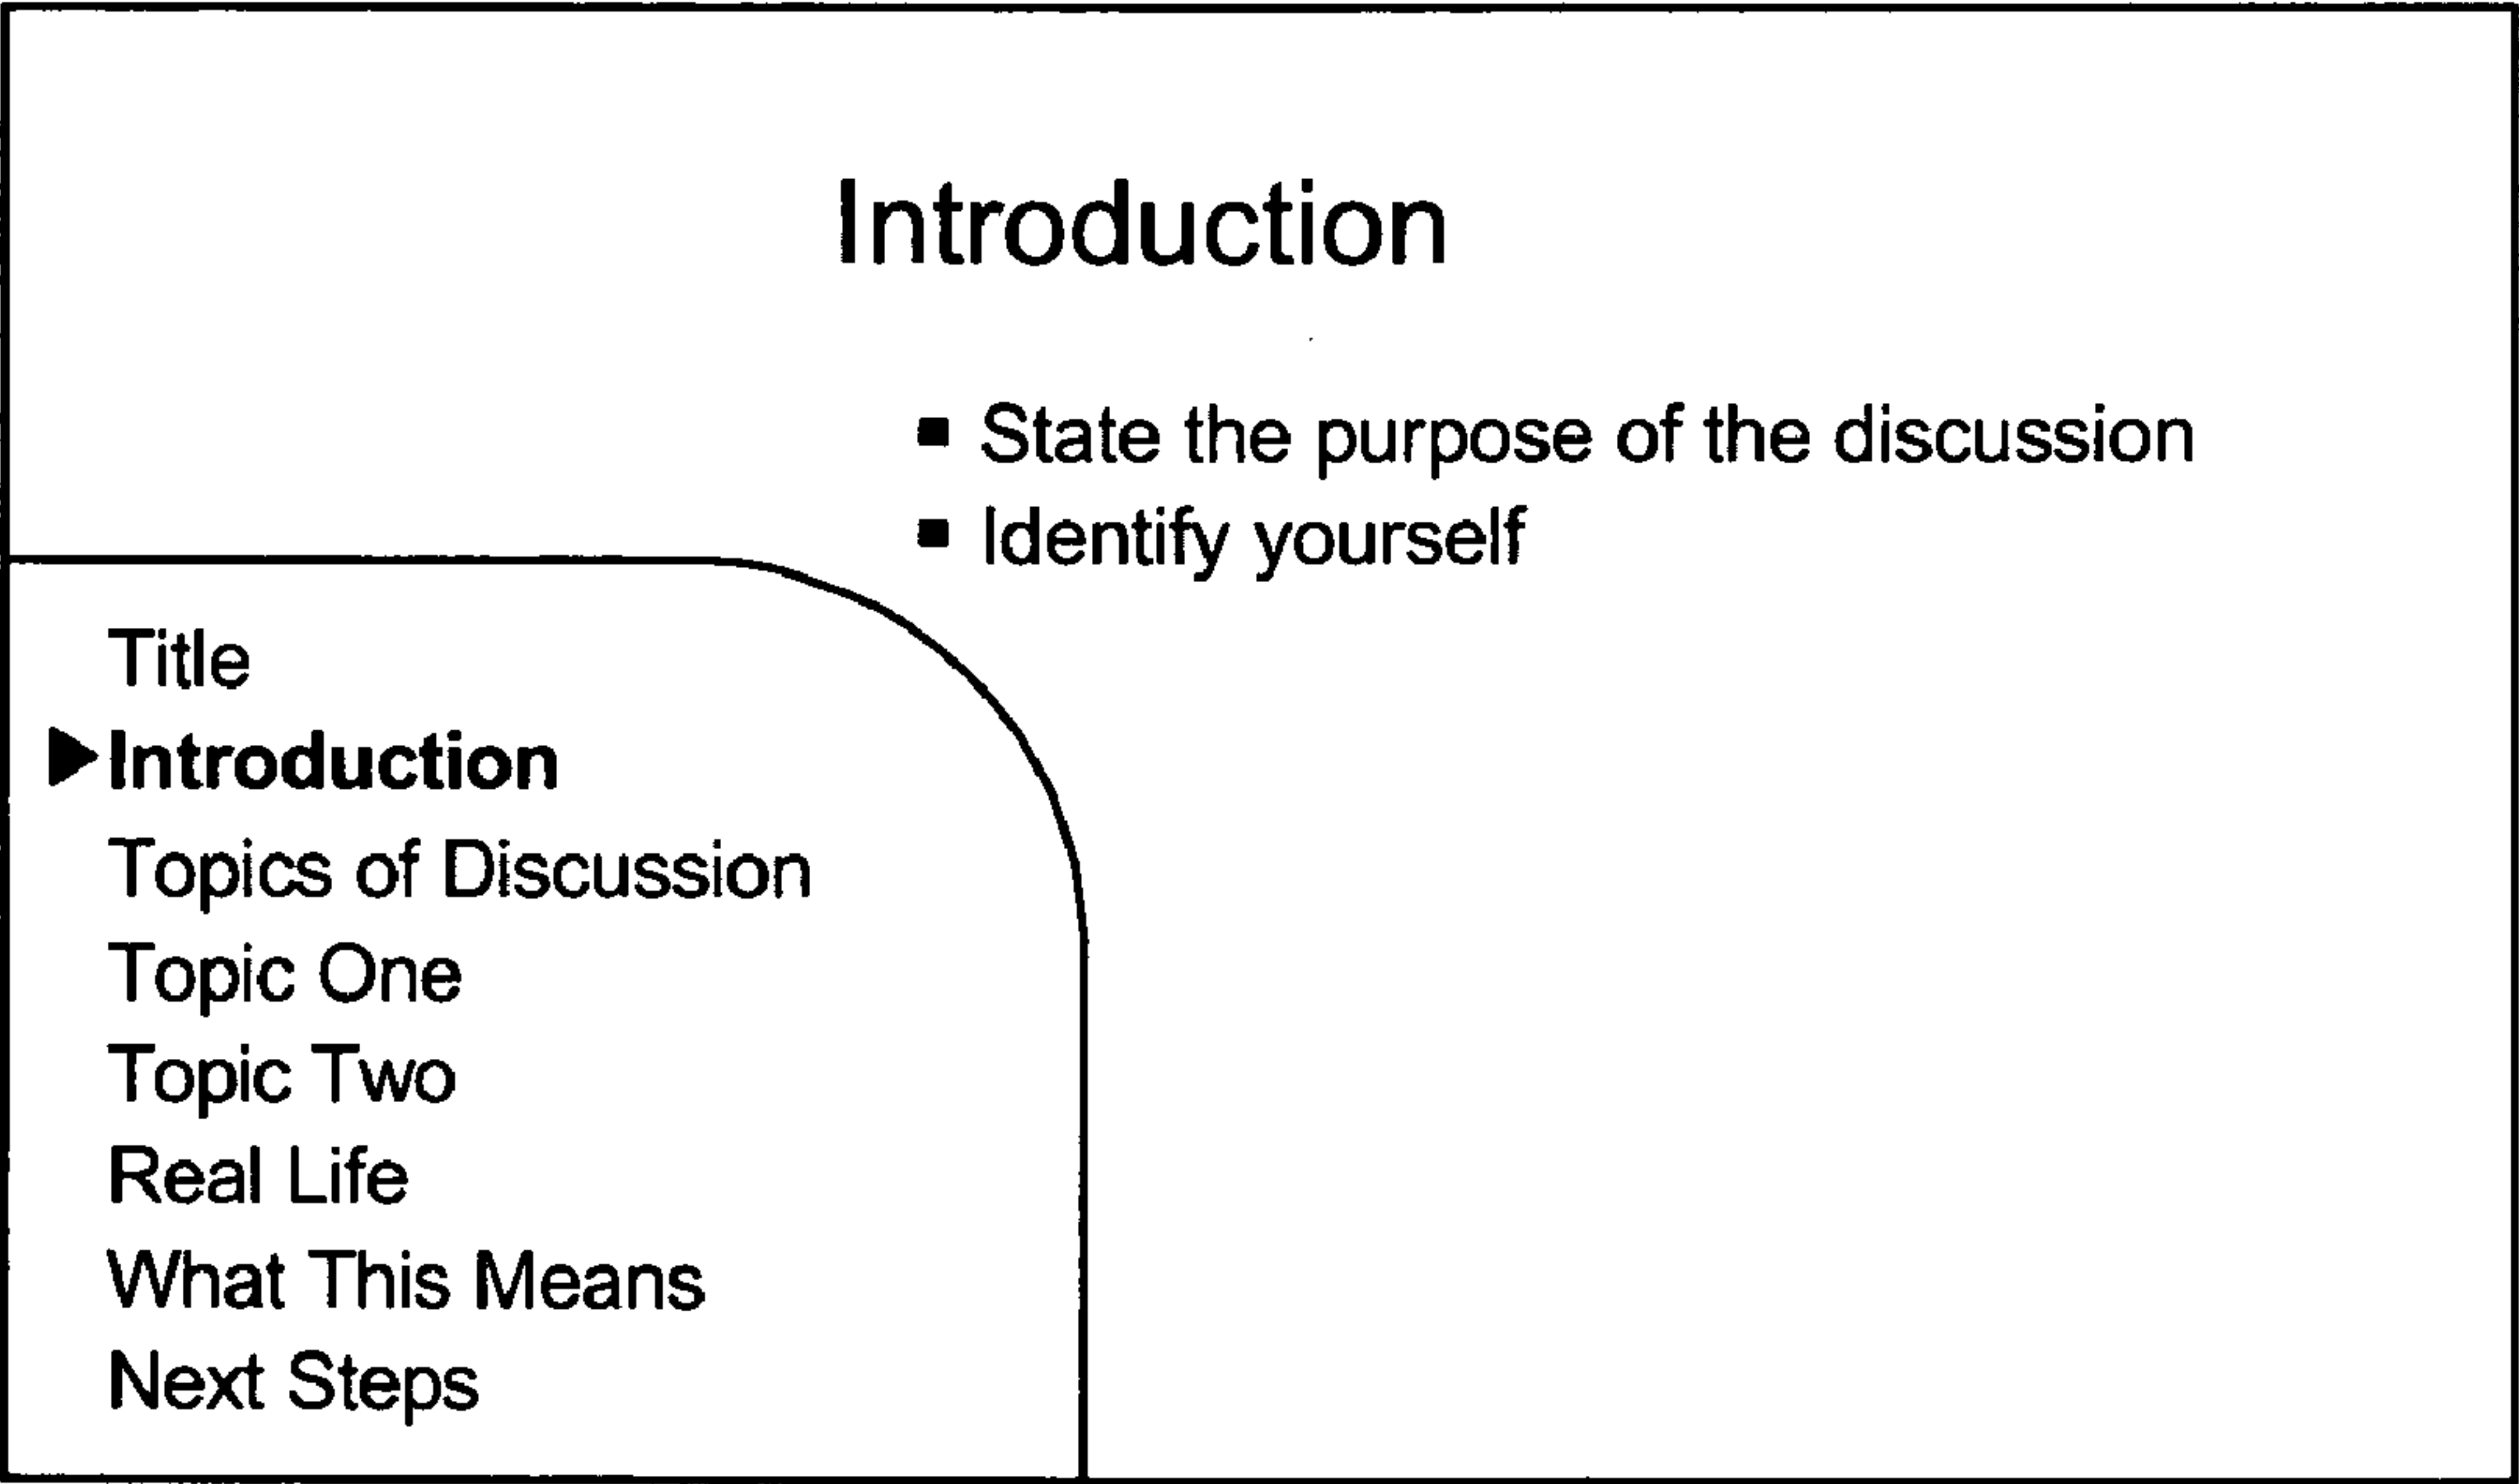 Introduction
▪ State the purpose of the discussion
▪ Identify yourself
Title
Introduction
Topics of Discussion
Topic One
Topic Two
Real Life
What This Means
Next Steps